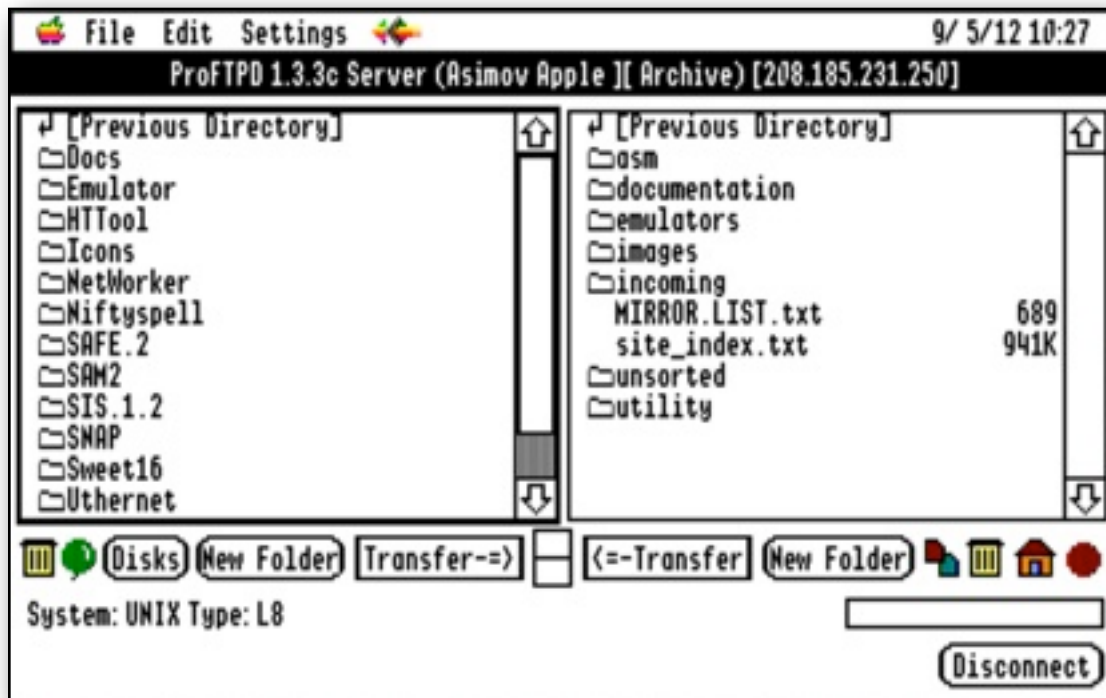 File Edit Settings 9/ 5/12 10:27
ProFTPD 1.3.3c Server (Asimov Apple ][ Archive) [208.185.231.250]
[Previous Directory]
Docs
Emulator
HTTool
Icons
NetWorker
Niftyspell
SAFE.2
SAM2
SIS.1.2
SNAP
Sweet16
Uthernet
[Previous Directory]
asm
documentation
emulators
images
incoming
MIRROR.LIST.txt 689
site_index.txt 941K
unsorted
utility
Disks New Folder Transfer-=> <=-Transfer New Folder
System: UNIX Type: L8
Disconnect